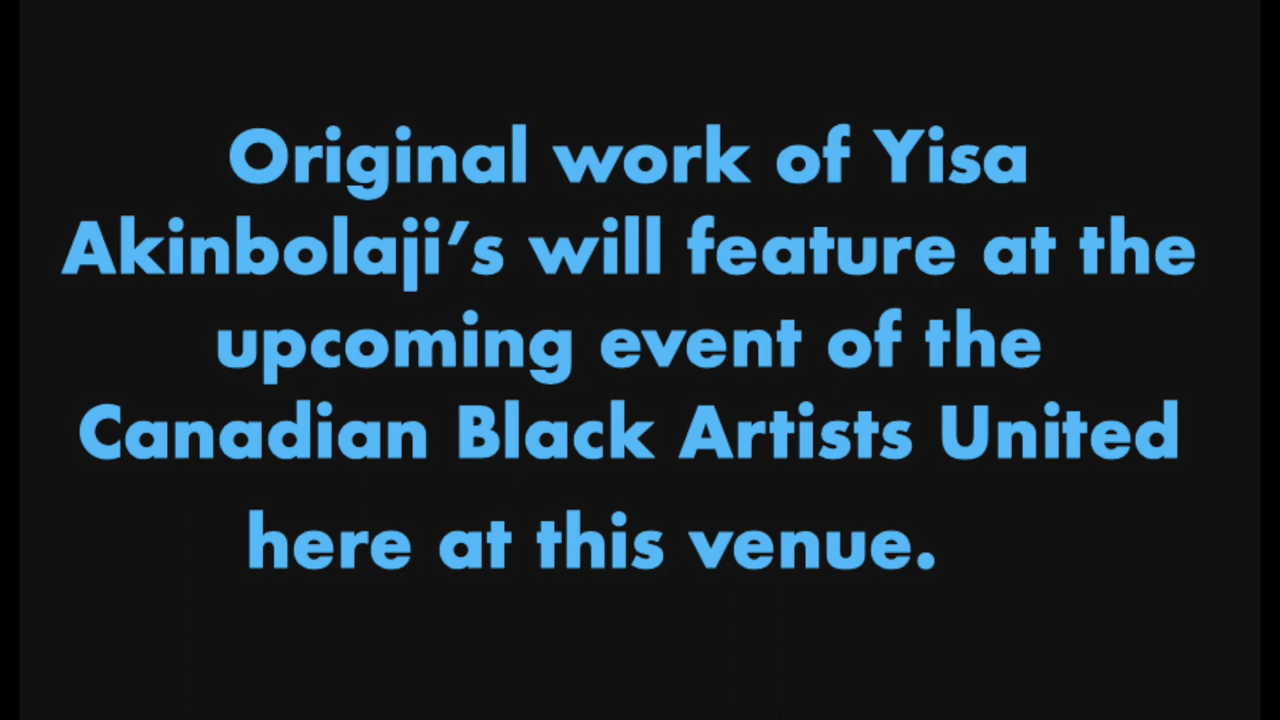 Original work of Yisa
Akinbolaji’s will feature at the
upcoming event of the
Canadian Black Artists United
here at this venue.